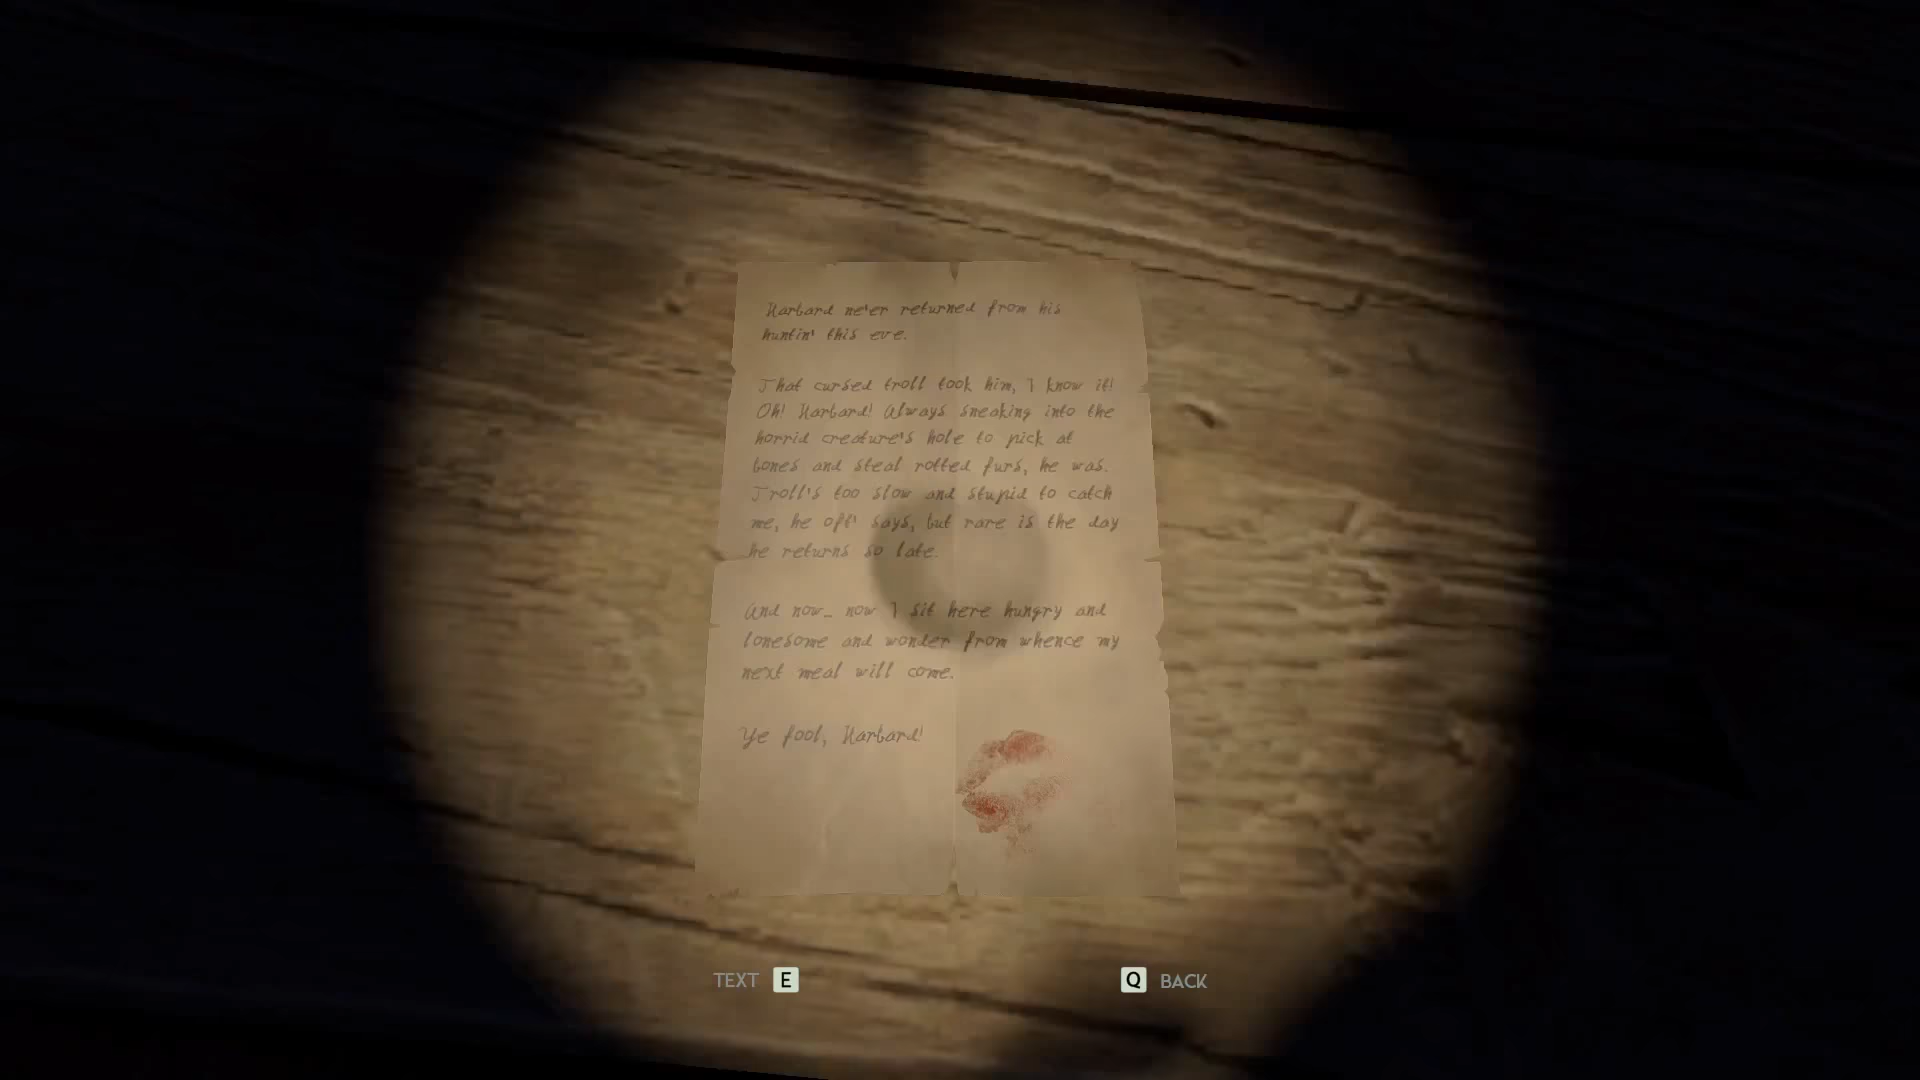 Harbard ne'er returned from his
huntin' this eve.
That cursed troll took him, I know it!
Oh! Harbard! Always sneaking into the
horrid creature's hole to pick at
bones and steal rotted furs, he was.
Troll's too slow and stupid to catch
me, he oft' says, but rare is the day
he returns so late.
And now... now I sit here hungry and
lonesome and wonder from whence my
next meal will come.
Ye fool, Harbard!
TEXT E
Q BACK